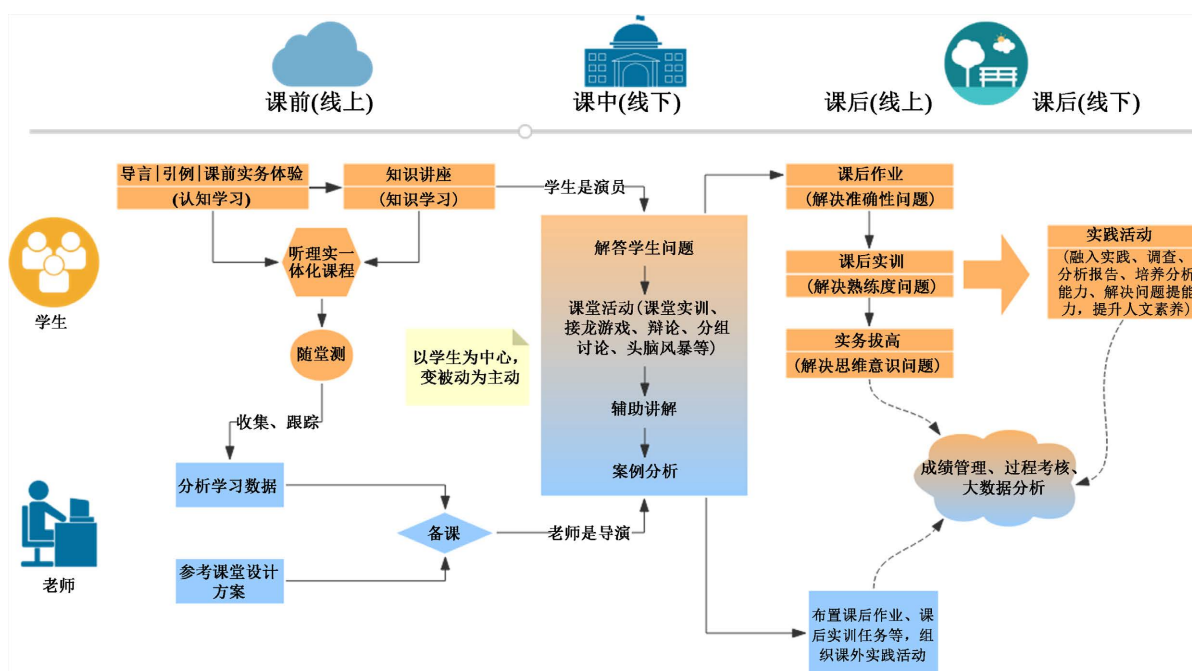 课前(线上)
课中(线下)
课后(线上)
课后(线下)
导言|引例|课前实务体验
(认知学习)
知识讲座
(知识学习)
学生是演员
听理实一
体化课程
随堂测
收集、跟踪
学生
以学生为中心，
变被动为主动
解答学生问题
课堂活动(课堂实训、
接龙游戏、辩论、分组
讨论、头脑风暴等)
辅助讲解
案例分析
课后作业
(解决准确性问题)
课后实训
(解决熟练度问题)
实务拔高
(解决思维意识问题)
实践活动
(融入实践、调查、
分析报告、培养分析
能力、解决问题提能
力，提升人文素养)
分析学习数据
备课
老师是导演
参考课堂设计
方案
老师
成绩管理、过程考核、
大数据分析
布置课后作业、课
后实训任务等，组
织课外实践活动